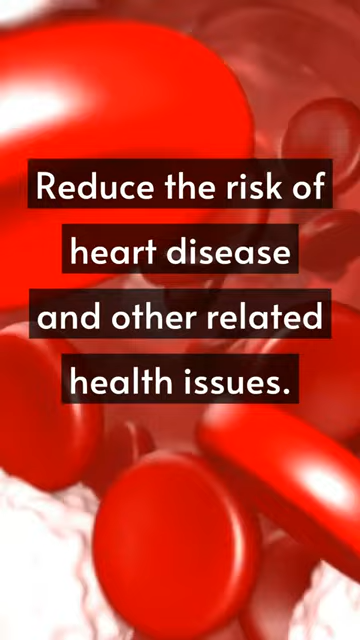 Reduce the risk of
heart disease
and other related
health issues.